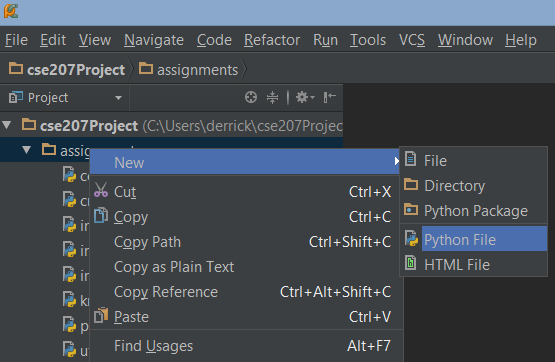 File Edit View Navigate Code Refactor Run Tools VCS Window Help
cse207Project assignments
Project
cse207Project (C:\Users\derrick\cse207Projec
New
File
Directory
Python Package
Python File
HTML File
Cut Ctrl+X
Copy Ctrl+C
Copy Path Ctrl+Shift+C
Copy as Plain Text
Copy Reference Ctrl+Alt+Shift+C
Paste Ctrl+V
Find Usages Alt+F7